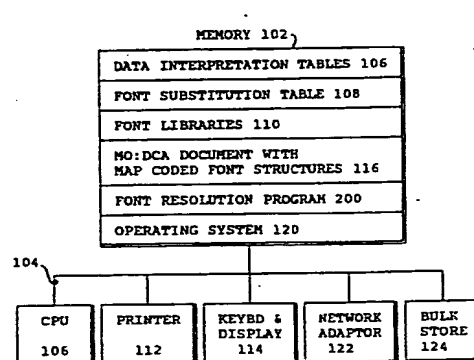 MEMORY 102
DATA INTERPRETATION TABLES 106
FONT SUBSTITUTION TABLE 108
FONT LIBRARIES 110
MO:DCA DOCUMENT WITH
MAP CODED FONT STRUCTURES 116
FONT RESOLUTION PROGRAM 200
OPERATING SYSTEM 120
104
CPU
106
PRINTER
112
KEYBD &
DISPLAY
114
NETWORK
ADAPTOR
122
BULK
STORE
124